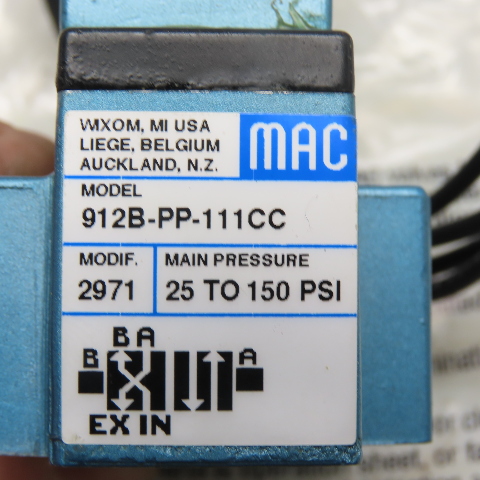 WIXOM, MI USA
LIEGE, BELGIUM
AUCKLAND, N.Z.
MAC
MODEL
912B-PP-111CC
MODIF.
2971
MAIN PRESSURE
25 TO 150 PSI
B A
B
A
EX IN